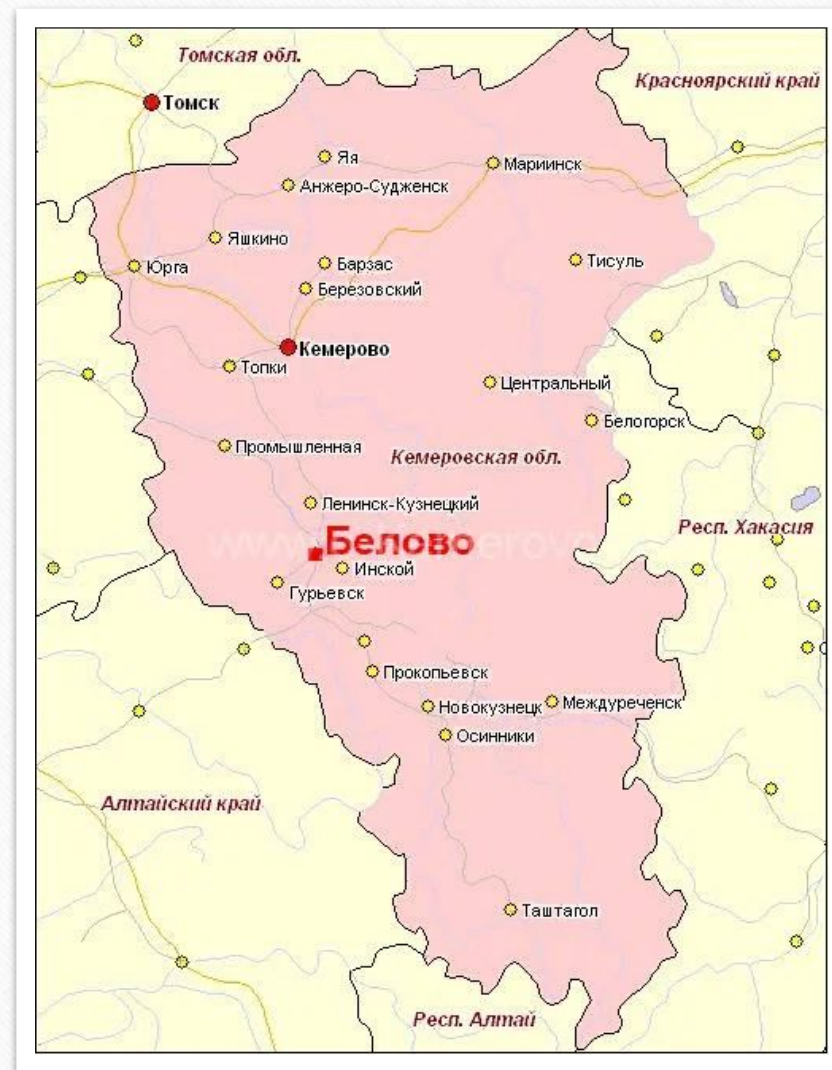 Томская обл.
Красноярский край
Томск
Яя
Мариинск
Анжеро-Судженск
Яшкино
Юрга
Барзас
Тисуль
Березовский
Кемерово
Топки
Центральный
Белогорск
Промышленная
Кемеровская обл.
Ленинск-Кузнецкий
Респ. Хакасия
Белово
Инской
Гурьевск
Прокопьевск
Новокузнецк
Междуреченск
Осинники
Алтайский край
Таштагол
Респ. Алтай